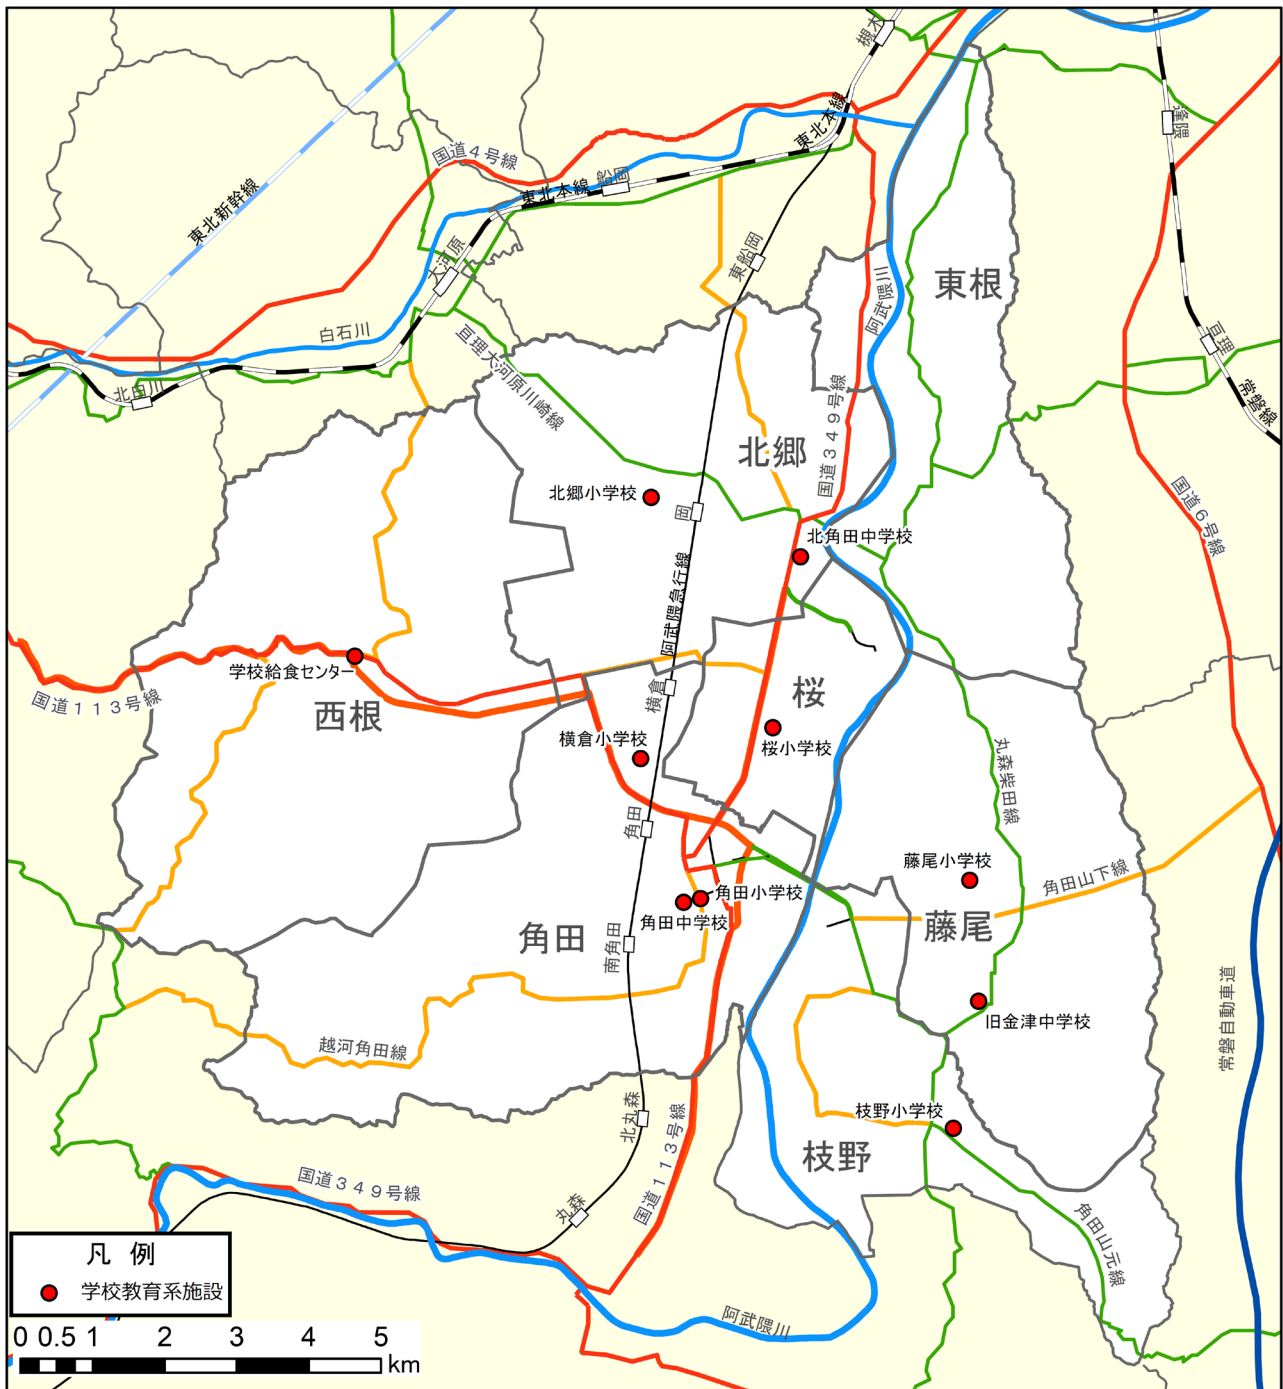 槻木
逢隈
東北本線
国道４号線
船岡
東北本線
東北新幹線
大河原
東船岡
東根
阿武隈川
白石川
亘理大河原川崎線
亘理
常磐線
北白川
国道３４９号線
北郷
北郷小学校
岡
国道６号線
北角田中学校
阿武隈急行線
学校給食センター
国道１１３号線
西根
横倉
桜
横倉小学校
桜小学校
丸森柴田線
角田
藤尾小学校
角田山下線
角田小学校
角田中学校
角田
南角田
藤尾
旧金津中学校
常磐自動車道
越河角田線
北丸森
枝野小学校
国道１１３号線
枝野
国道３４９号線
丸森
角田山元線
阿武隈川
凡 例
学校教育系施設
0 0.5 1 2 3 4 5
km